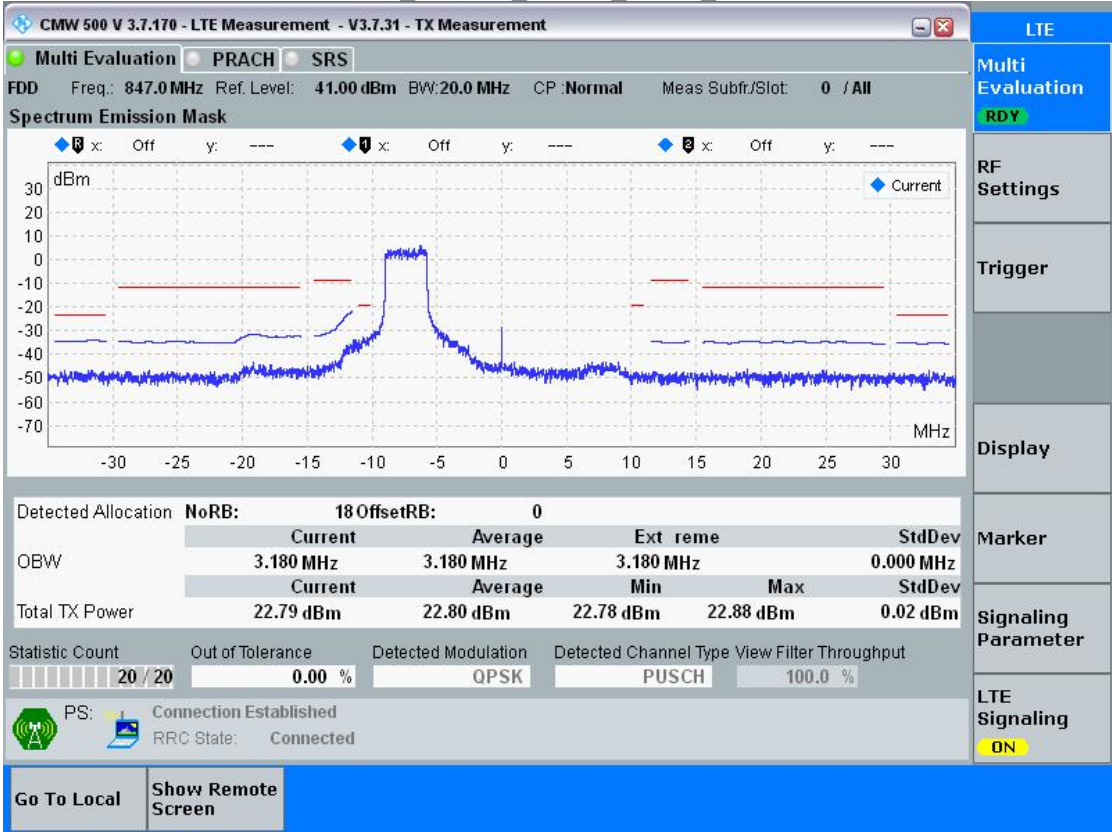 CMW 500 V 3.7.170 - LTE Measurement - V3.7.31 - TX Measurement
LTE
Multi Evaluation PRACH SRS
FDD Freq.: 847.0 MHz Ref. Level: 41.00 dBm BW:20.0 MHz CP :Normal Meas Subfr./Slot: 0 / All
Spectrum Emission Mask
R x: Off y: --- 1 x: Off y: --- 2 x: Off y: ---
dBm
Current
30
20
10
0
-10
-20
-30
-40
-50
-60
-70
MHz
-30 -25 -20 -15 -10 -5 0 5 10 15 20 25 30
Detected Allocation NoRB: 18 OffsetRB: 0
Current Average Ext reme StdDev
OBW 3.180 MHz 3.180 MHz 3.180 MHz 0.000 MHz
Current Average Min Max StdDev
Total TX Power 22.79 dBm 22.80 dBm 22.78 dBm 22.88 dBm 0.02 dBm
Statistic Count Out of Tolerance Detected Modulation Detected Channel Type View Filter Throughput
20 / 20 0.00 % QPSK PUSCH 100.0 %
PS: Connection Established
RRC State: Connected
Multi
Evaluation
RDY
RF
Settings
Trigger
Display
Marker
Signaling
Parameter
LTE
Signaling
ON
Go To Local
Show Remote
Screen